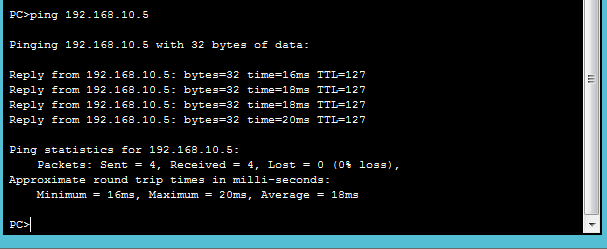 PC>ping 192.168.10.5
Pinging 192.168.10.5 with 32 bytes of data:
Reply from 192.168.10.5: bytes=32 time=16ms TTL=127
Reply from 192.168.10.5: bytes=32 time=18ms TTL=127
Reply from 192.168.10.5: bytes=32 time=18ms TTL=127
Reply from 192.168.10.5: bytes=32 time=20ms TTL=127
Ping statistics for 192.168.10.5:
Packets: Sent = 4, Received = 4, Lost = 0 (0% loss),
Approximate round trip times in milli-seconds:
Minimum = 16ms, Maximum = 20ms, Average = 18ms
PC>